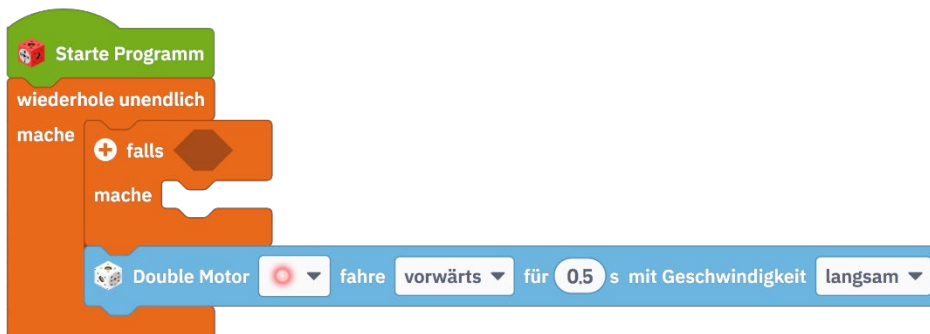 Starte Programm
wiederhole unendlich
mache
falls
mache
Double Motor fahre vorwärts für 0.5 s mit Geschwindigkeit langsam